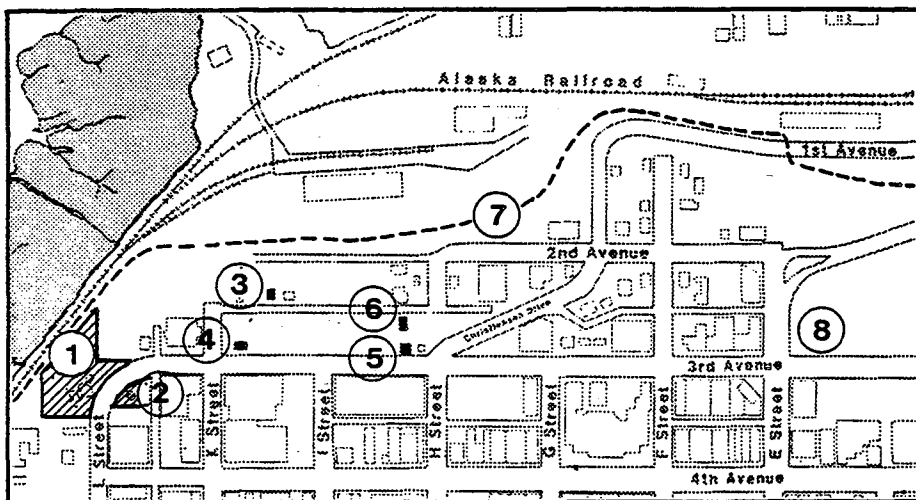 Alaska Railroad
1st Avenue
7
2nd Avenue
3
6
Christensen Drive
8
1
4
5
3rd Avenue
2
L Street
K Street
I Street
H Street
G Street
F Street
E Street
4th Avenue